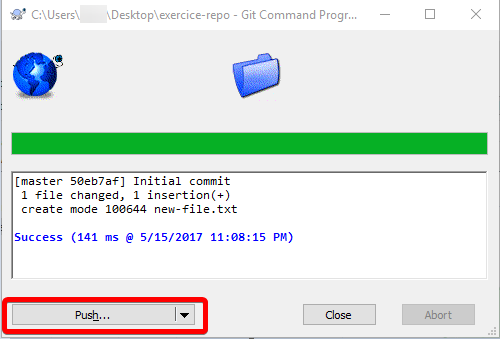 C:\Users\ \Desktop\exercice-repo - Git Command Progr...
[master 50eb7af] Initial commit
1 file changed, 1 insertion(+)
create mode 100644 new-file.txt
Success (141 ms @ 5/15/2017 11:08:15 PM)
Push...
Close
Abort